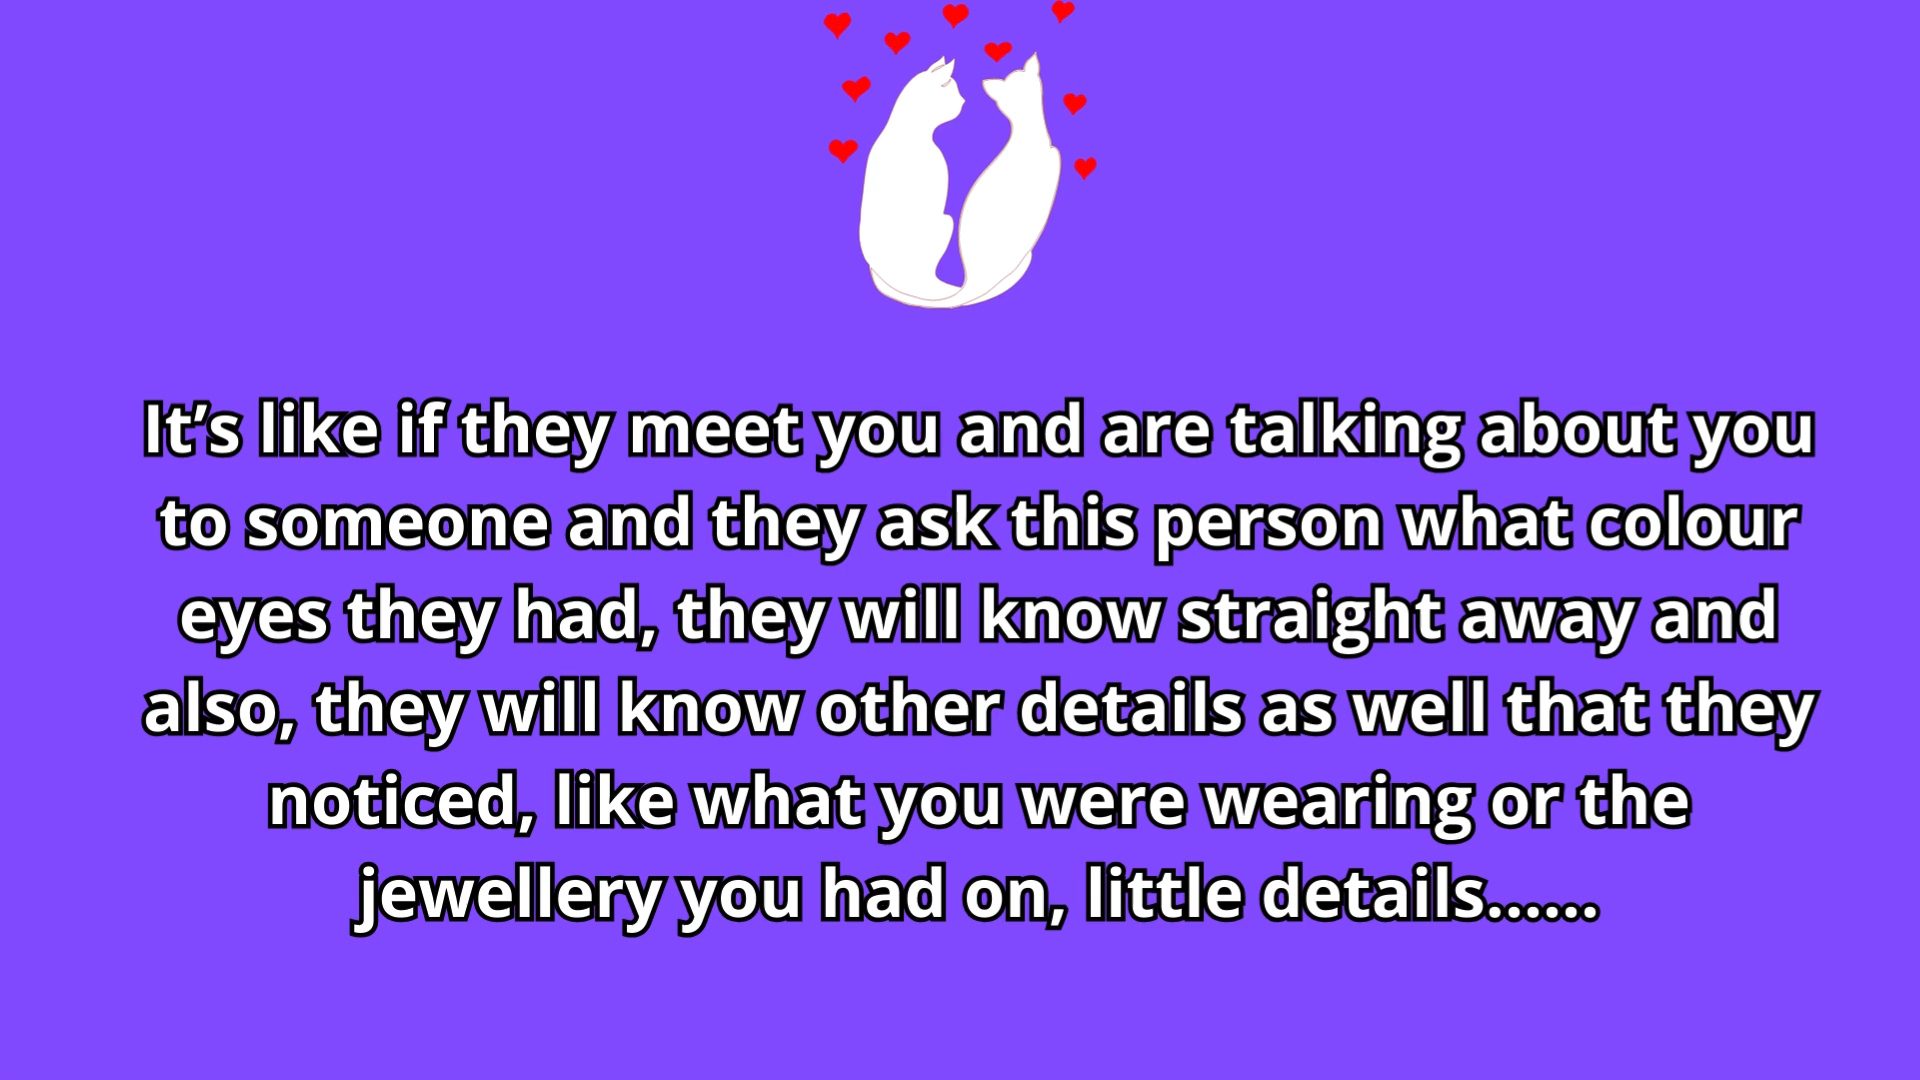 It’s like if they meet you and are talking about you
to someone and they ask this person what colour
eyes they had, they will know straight away and
also, they will know other details as well that they
noticed, like what you were wearing or the
jewellery you had on, little details......